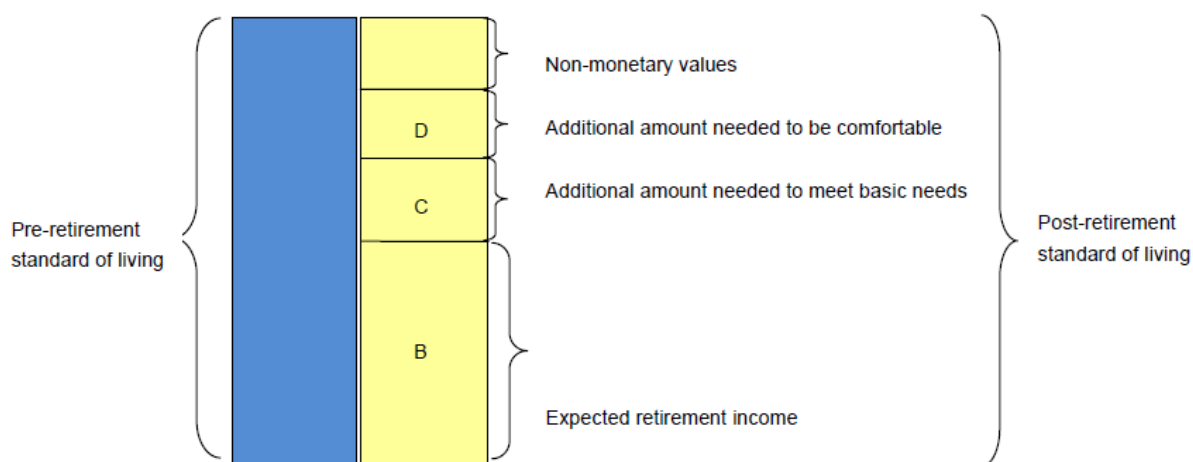 Non-monetary values
D
Additional amount needed to be comfortable
C
Additional amount needed to meet basic needs
Pre-retirement
standard of living
Post-retirement
standard of living
B
Expected retirement income